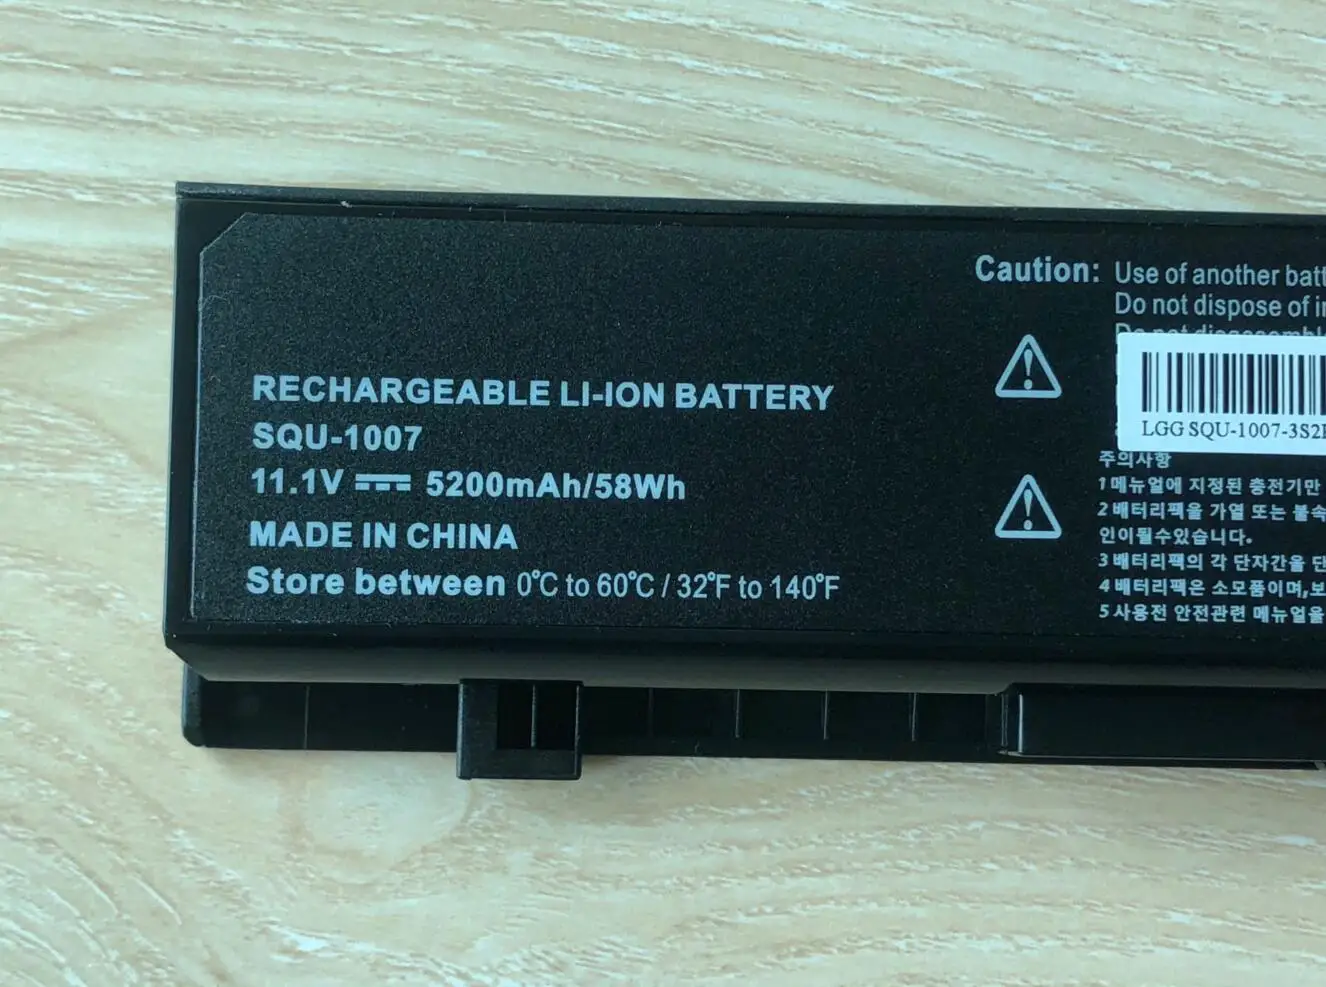 RECHARGEABLE LI-ION BATTERY
SQU-1007
11.1V 5200mAh/58Wh
MADE IN CHINA
Store between 0℃ to 60℃ / 32℉ to 140℉
Caution: Use of another
Do not dispose of
Do not
LGG SQU-1007-3S2
주의사항
1 메뉴얼에 지정된 충전기만
2 배터리팩을 가열 또는
인이될수있습니다.
3 배터리팩의 각 단자간을
4 배터리팩은 소모품이며,
5 사용전 안전관련 메뉴얼을